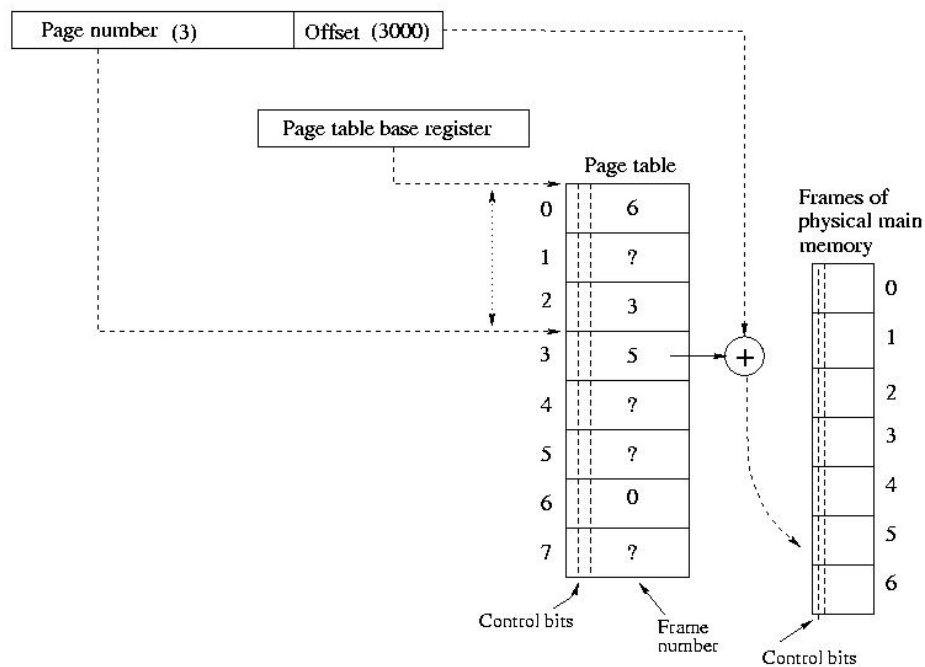 Page number (3)
Offset (3000)
Page table base register
Page table
0
6
1
?
2
3
3
5
4
?
5
?
6
0
7
?
+
Control bits
Frame
number
Frames of
physical main
memory
0
1
2
3
4
5
6
Control bits